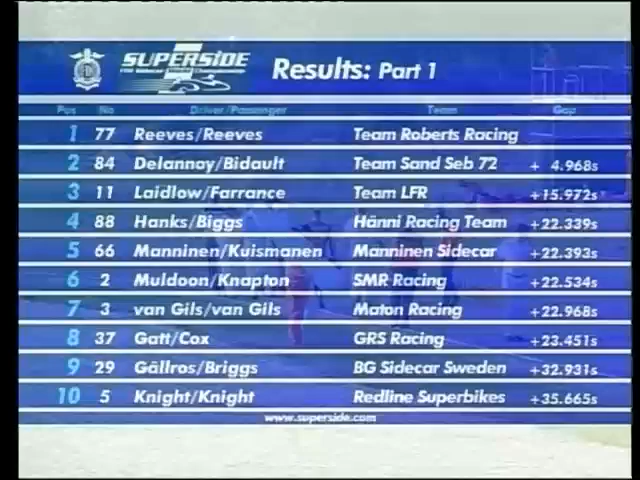 SUPERSIDE
Results: Part 1
Pos No Driver/Passenger Team Gap
1 77 Reeves/Reeves Team Roberts Racing
2 84 Delannoy/Bidault Team Sand Seb 72 + 4.968s
3 11 Laidlow/Farrance Team LFR +15.972s
4 88 Hanks/Biggs Hänni Racing Team +22.339s
5 66 Manninen/Kuismanen Manninen Sidecar +22.393s
6 2 Muldoon/Knapton SMR Racing +22.534s
7 3 van Gils/van Gils Maton Racing +22.968s
8 37 Gatt/Cox GRS Racing +23.451s
9 29 Gällros/Briggs BG Sidecar Sweden +32.931s
10 5 Knight/Knight Redline Superbikes +35.665s
www.superside.com